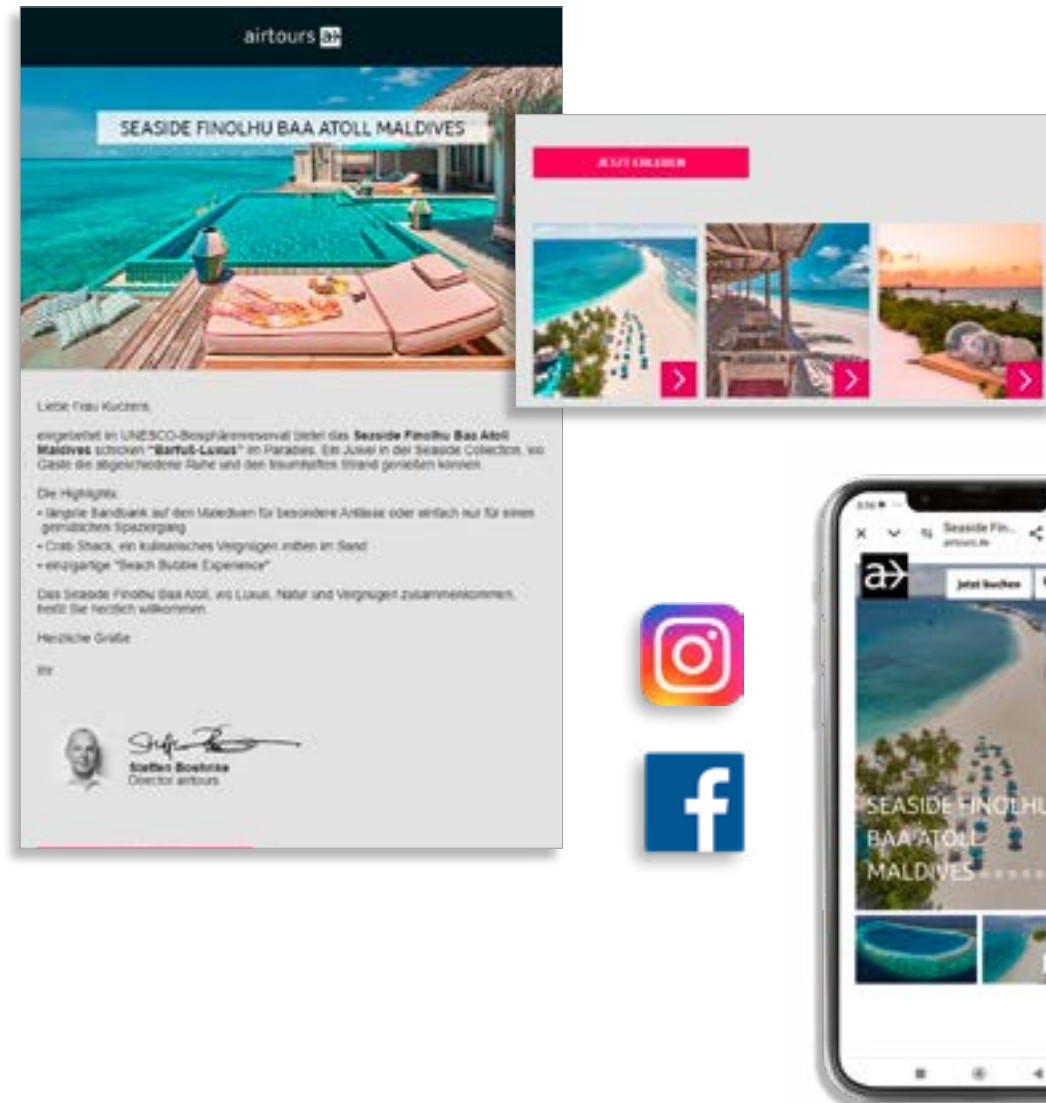 airtours
SEASIDE FINOLHU BAA ATOLL MALDIVES
JETZT ERLEBEN
Liebe Frau
eingebettet im UNESCO-Biosphärenreservat bietet das Seaside Finolhu Baa Atoll
Maldives schicken "Barfuß-Luxus" im Paradies. Ein Juwel in der Seaside Collection, wo
Gäste die abgeschiedene Ruhe und den traumhaften Strand genießen können.
Die Highlights:
• längste Sandbank auf den Malediven für besondere Anlässe oder einfach nur für einen
gemütlichen Spaziergang
• Crab Shack, ein kulinarisches Vergnügen mitten im Sand
• einzigartige "Beach Bubble Experience"
Das Seaside Finolhu Baa Atoll, wo Luxus, Natur und Vergnügen zusammenkommen,
heißt Sie herzlich willkommen.
Herzliche Grüße
Ihr
Steffen Boehnke
Director airtours
Seaside Fin...
airtours.de
a
Jetzt buchen
SEASIDE FINOLHU
BAA ATOLL
MALDIVES